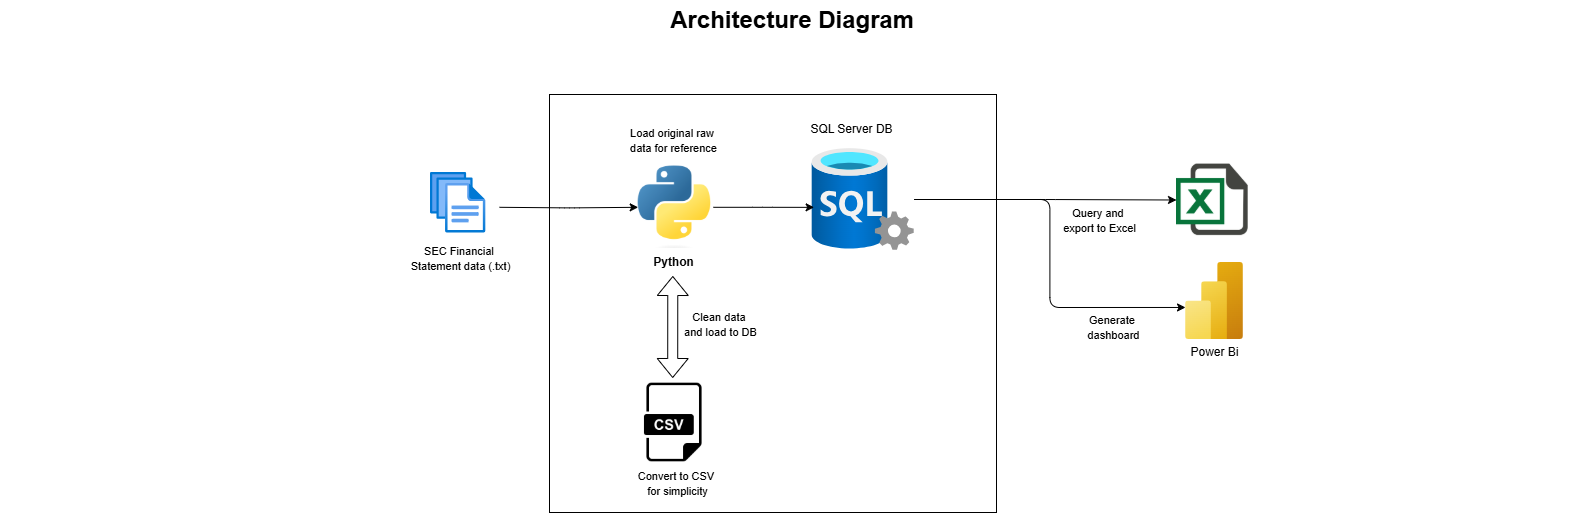 Architecture Diagram
Load original raw
data for reference
SQL Server DB
SQL
SEC Financial
Statement data (.txt)
Python
X
Query and
export to Excel
Clean data
and load to DB
Generate
dashboard
Power Bi
CSV
Convert to CSV
for simplicity